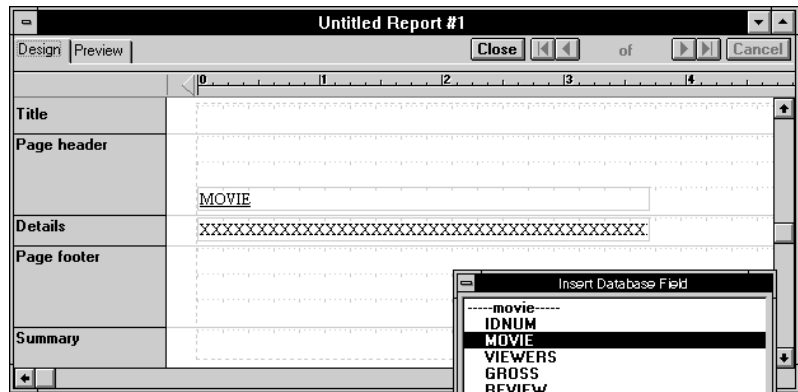 Untitled Report #1
Design Preview Close of Cancel
0 1 2 3 4
Title
Page header
MOVIE
Details
XXXXXXXXXXXXXXXXXXXXXXXXXXXXXXXXXXXXXXXX
Page footer
Insert Database Field
-----movie-----
IDNUM
MOVIE
VIEWERS
GROSS
REVIEW
Summary